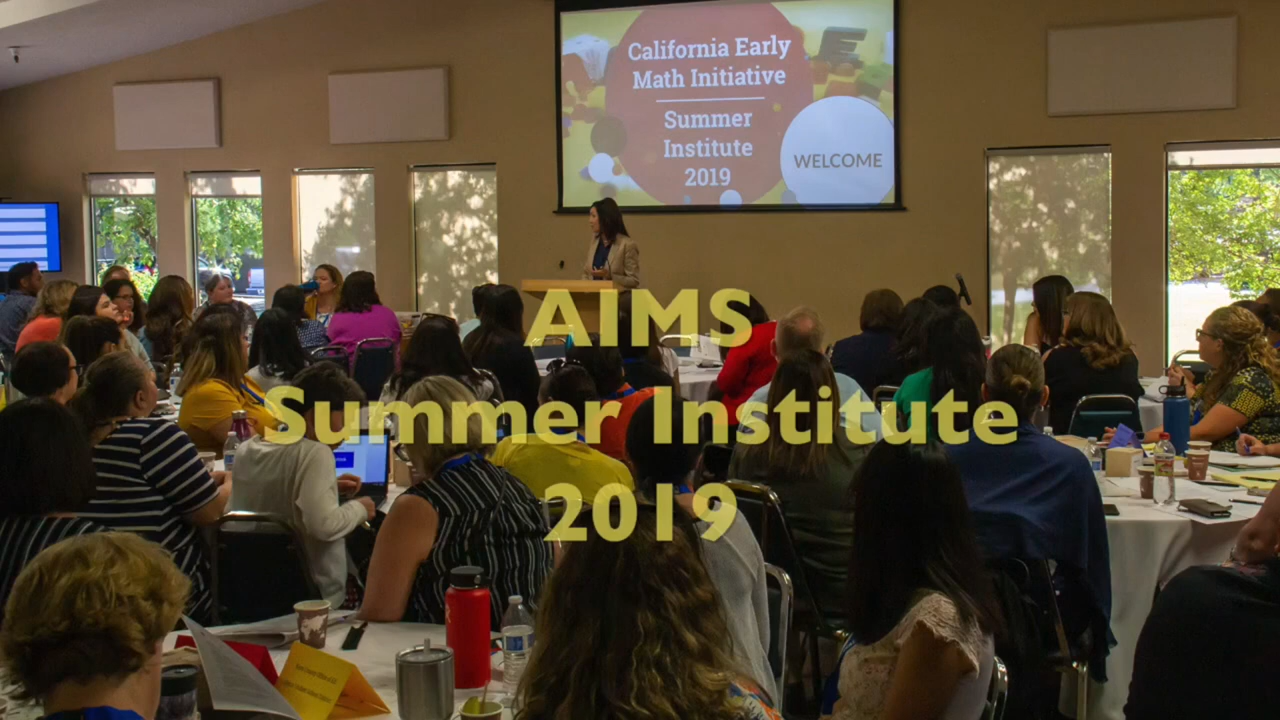 California Early
Math Initiative
Summer
Institute
2019
WELCOME
E
AIMS
Summer Institute
2019